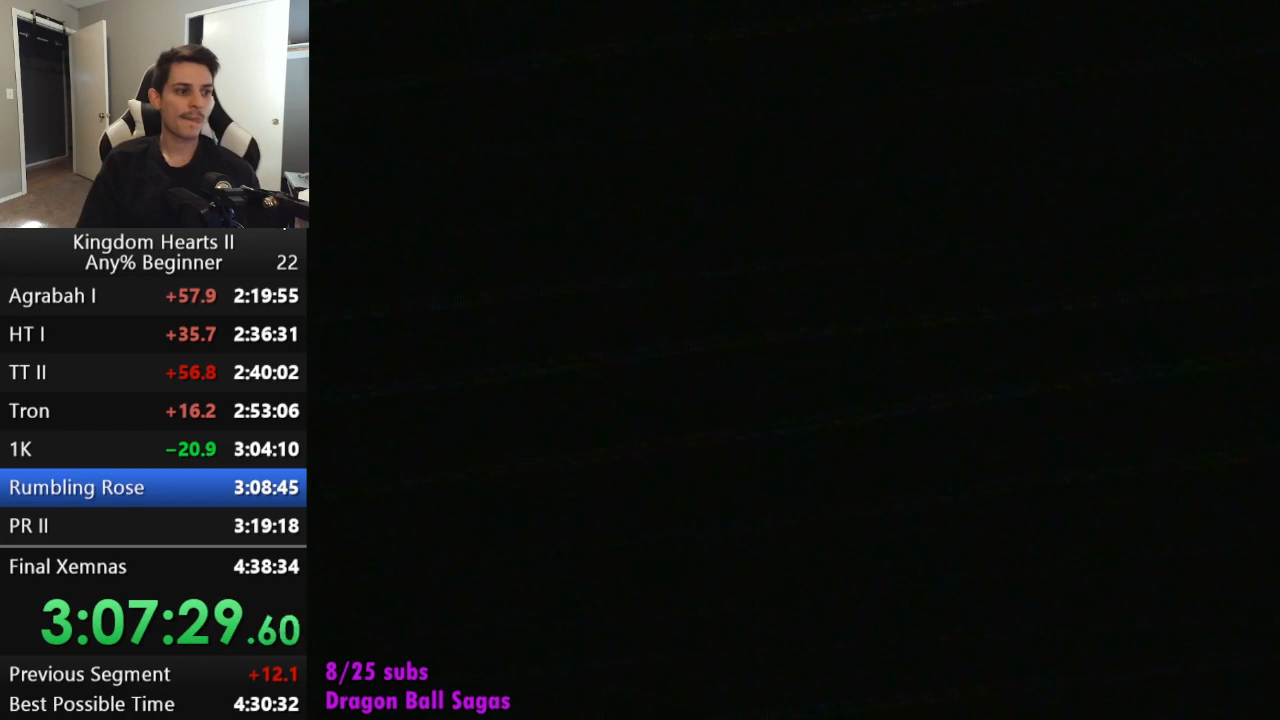 Kingdom Hearts II
Any% Beginner 22
Agrabah I +57.9 2:19:55
HT I +35.7 2:36:31
TT II +56.8 2:40:02
Tron +16.2 2:53:06
1K −20.9 3:04:10
Rumbling Rose 3:08:45
PR II 3:19:18
Final Xemnas 4:38:34
3:07:29.60
Previous Segment +12.1
Best Possible Time 4:30:32
8/25 subs
Dragon Ball Sagas